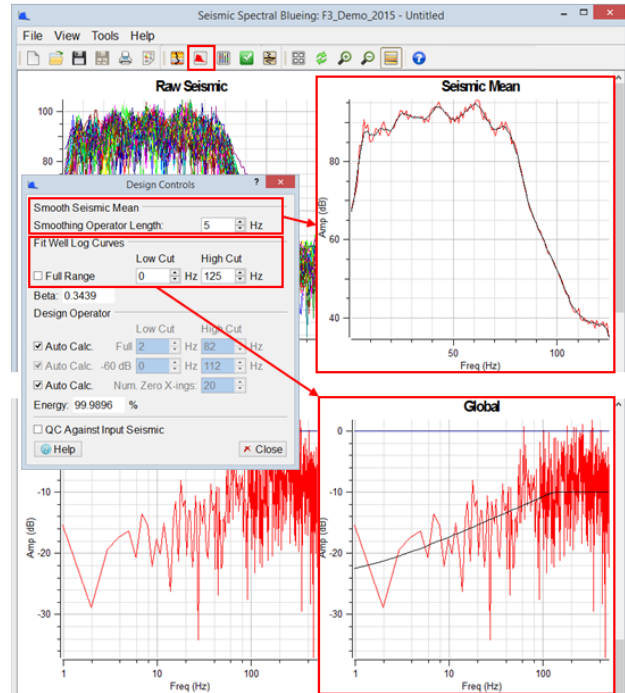 Seismic Spectral Blueing: F3_Demo_2015 - Untitled
File View Tools Help
Raw Seismic
Seismic Mean
100
80
80
60
40
Amp (dB)
50 100
Freq (Hz)
Design Controls ?
Smooth Seismic Mean
Smoothing Operator Length: 5 Hz
Fit Well Log Curves
Low Cut High Cut
Full Range 0 Hz 125 Hz
Beta: 0.3439
Design Operator
Low Cut High Cut
Auto Calc. Full 2 Hz 82 Hz
Auto Calc. -60 dB 0 Hz 112 Hz
Auto Calc. Num. Zero X-ings: 20
Energy: 99.9896 %
QC Against Input Seismic
Help Close
Global
0
-10
-20
-30
Amp (dB)
1 10 100
Freq (Hz)
0
-10
-20
-30
Amp (dB)
1 10 100
Freq (Hz)